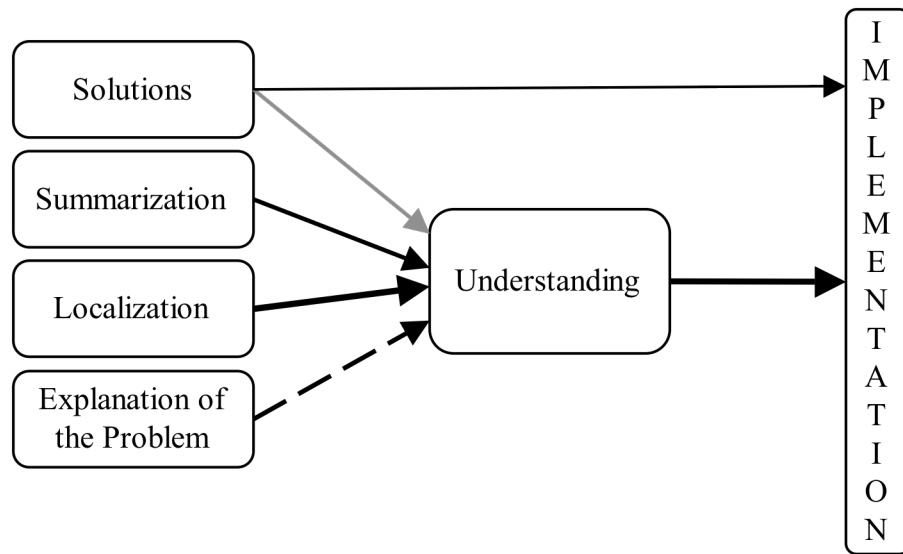 Solutions
Summarization
Localization
Explanation of
the Problem
Understanding
I
M
P
L
E
M
E
N
T
A
T
I
O
N